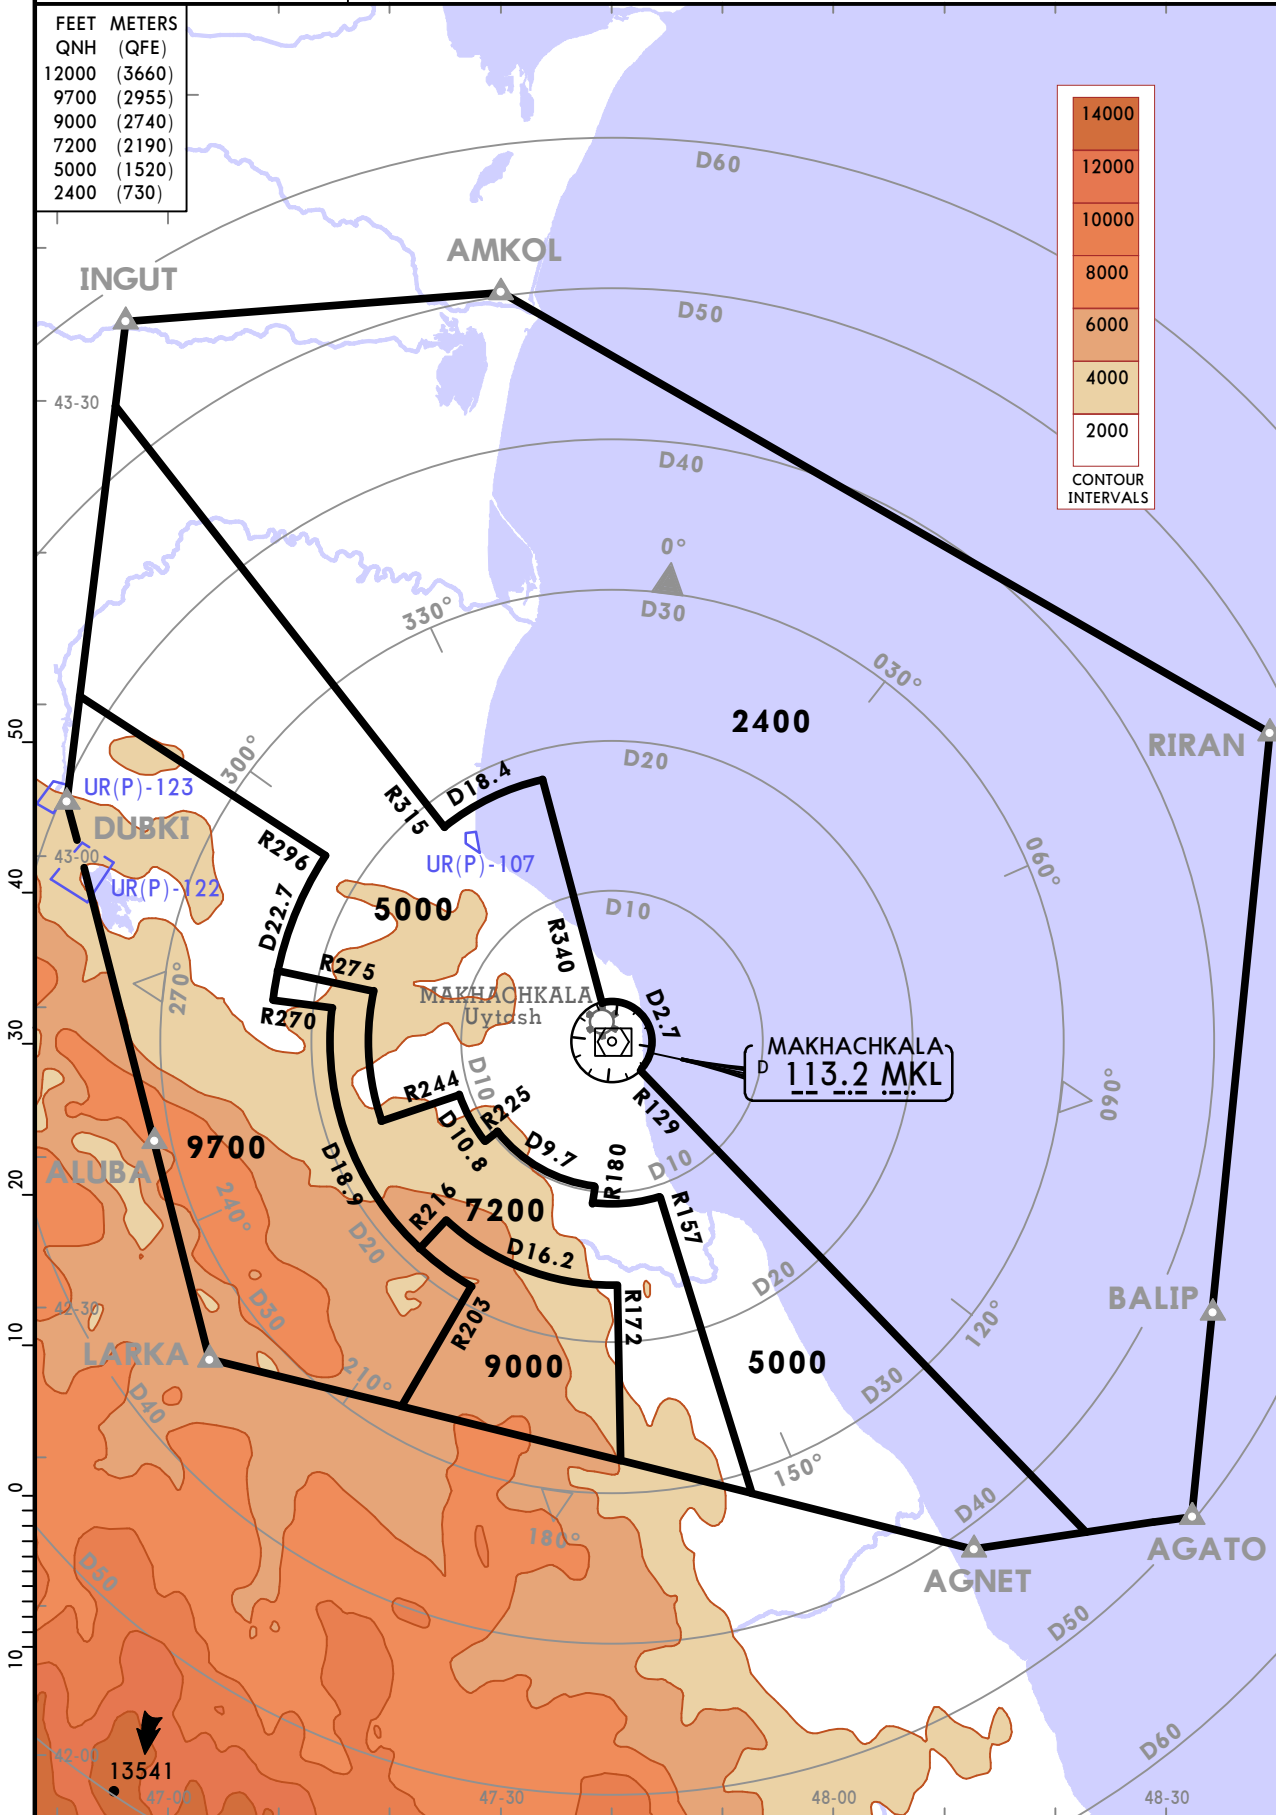 FEET METERS
QNH (QFE)
12000 (3660)
9700 (2955)
9000 (2740)
7200 (2190)
5000 (1520)
2400 (730)
14000
12000
10000
8000
6000
4000
2000
CONTOUR
INTERVALS
D60
AMKOL
INGUT
D50
43-30
D40
0°
D30
330°
030°
2400
RIRAN
50
D20
300°
UR(P)-123
D18.4
R315
DUBKI
R296
43-00
UR(P)-107
060°
UR(P)-122
40
5000
D22.7
D10
R340
R275
270°
MAKHACHKALA
Uytash
D2.7
R270
30
MAKHACHKALA
D 113.2 MKL
D10
R244
R225
R129
090°
D10.8
9700
D9.7
ALUBA
D18.9
R180
D10
20
240°
R216
7200
R157
D20
D16.2
D20
BALIP
42-30
D30
R203
R172
120°
10
LARKA
210°
9000
5000
D30
D40
150°
0
D40
180°
AGATO
D50
AGNET
D50
10
D60
42-00
13541
47-00
47-30
48-00
48-30